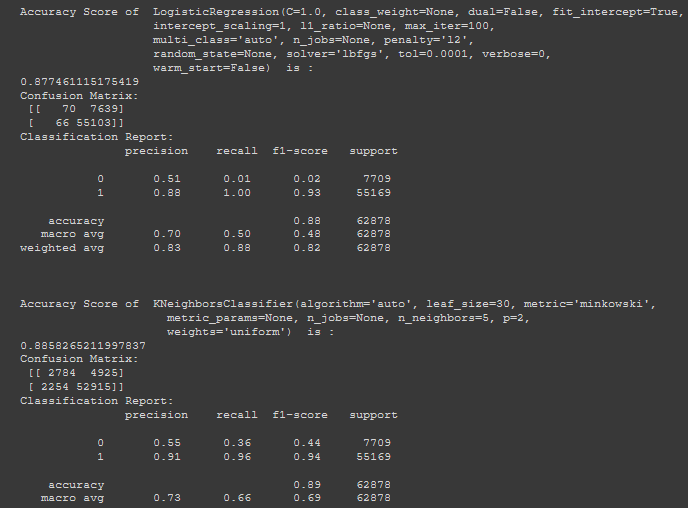 Accuracy Score of  LogisticRegression(C=1.0, class_weight=None, dual=False, fit_intercept=True,
intercept_scaling=1, l1_ratio=None, max_iter=100,
multi_class='auto', n_jobs=None, penalty='l2',
random_state=None, solver='lbfgs', tol=0.0001, verbose=0,
warm_start=False)  is :
0.877461115175419
Confusion Matrix:
[[   70  7639]
[   66 55103]]
Classification Report:
precision    recall  f1-score   support
0       0.51      0.01      0.02      7709
1       0.88      1.00      0.93     55169
accuracy                           0.88     62878
macro avg       0.70      0.50      0.48     62878
weighted avg       0.83      0.88      0.82     62878
Accuracy Score of  KNeighborsClassifier(algorithm='auto', leaf_size=30, metric='minkowski',
metric_params=None, n_jobs=None, n_neighbors=5, p=2,
weights='uniform')  is :
0.8858265211997837
Confusion Matrix:
[[ 2784  4925]
[ 2254 52915]]
Classification Report:
precision    recall  f1-score   support
0       0.55      0.36      0.44      7709
1       0.91      0.96      0.94     55169
accuracy                           0.89     62878
macro avg       0.73      0.66      0.69     62878